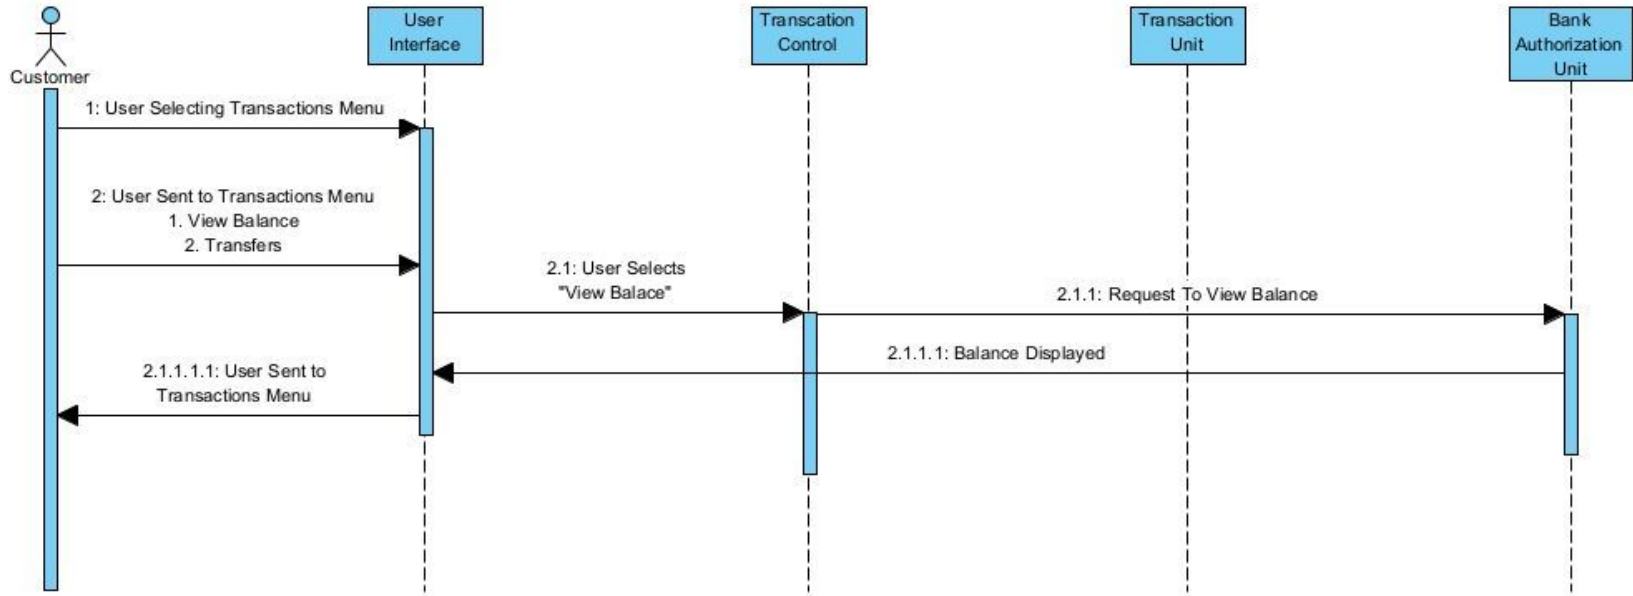 User
Interface
Transcation
Control
Transaction
Unit
Bank
Authorization
Unit
Customer
1: User Selecting Transactions Menu
2: User Sent to Transactions Menu
1. View Balance
2. Transfers
2.1: User Selects
"View Balace"
2.1.1: Request To View Balance
2.1.1.1: Balance Displayed
2.1.1.1.1: User Sent to
Transactions Menu